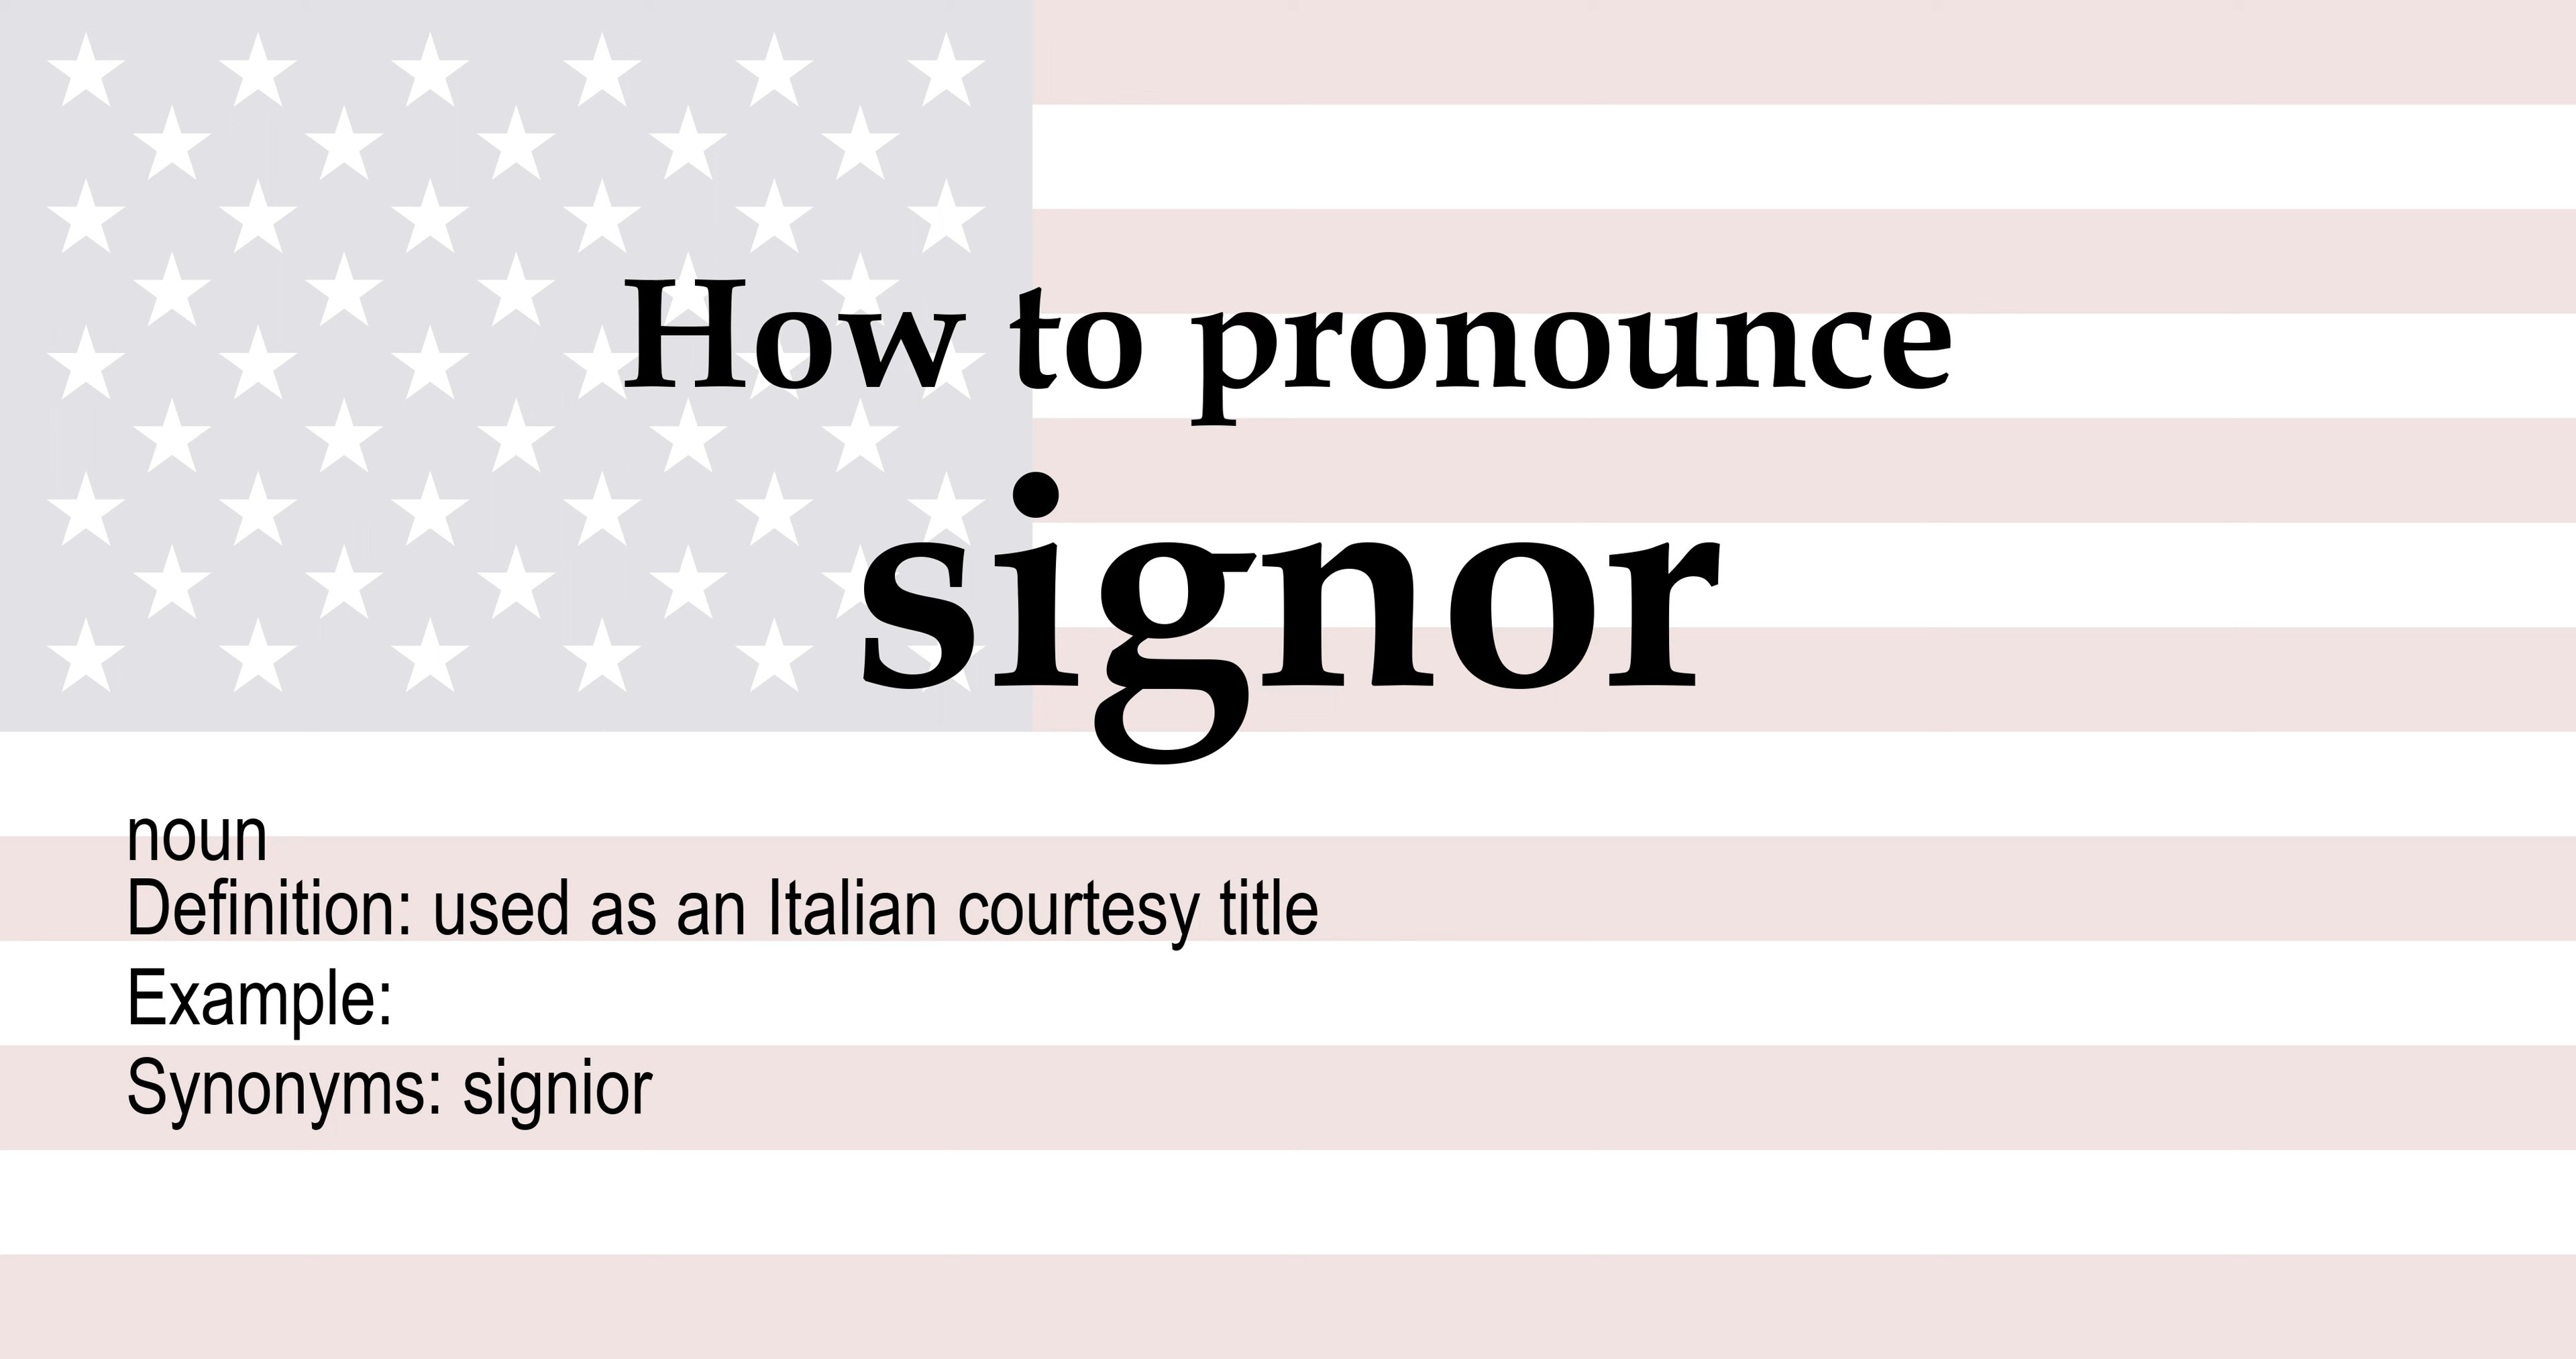 How to pronounce
signor
noun
Definition: used as an Italian courtesy title
Example:
Synonyms: signior